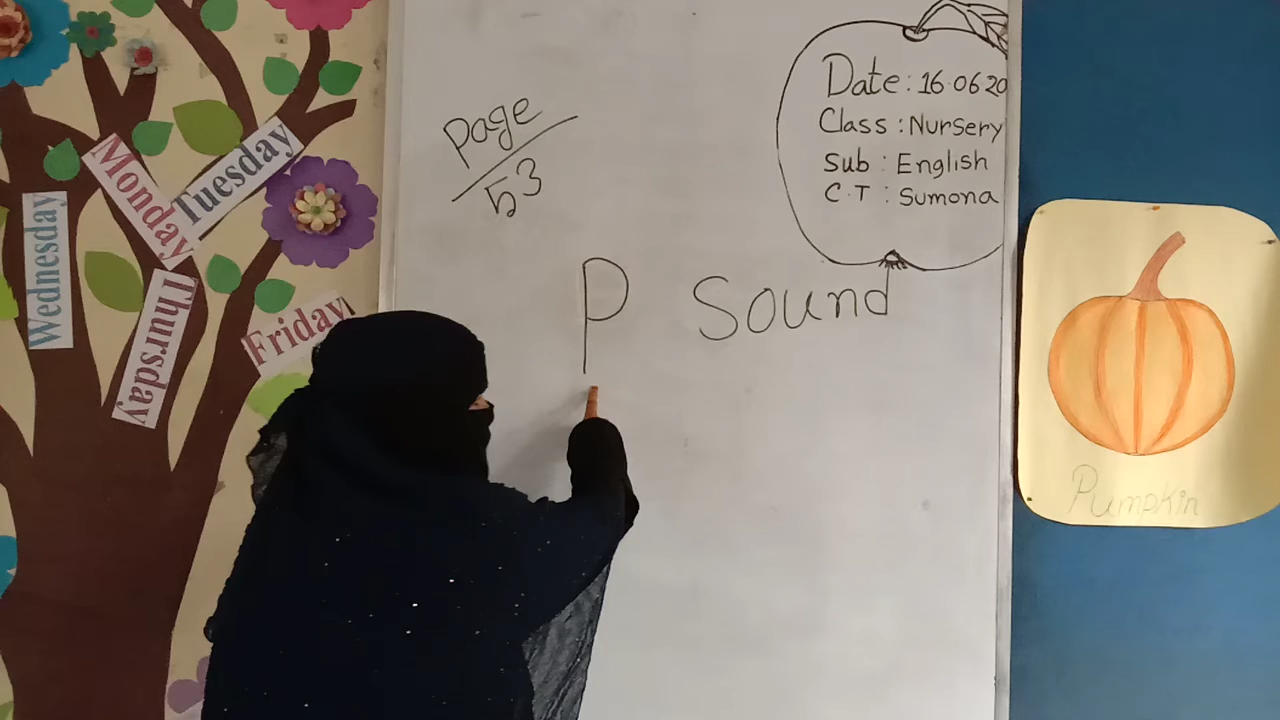 Wednesday
Monday
Tuesday
Thursday
Friday
Page
53
Date : 16.06.20
Class : Nursery
Sub : English
C.T : Sumona
P Sound
Pumpkin